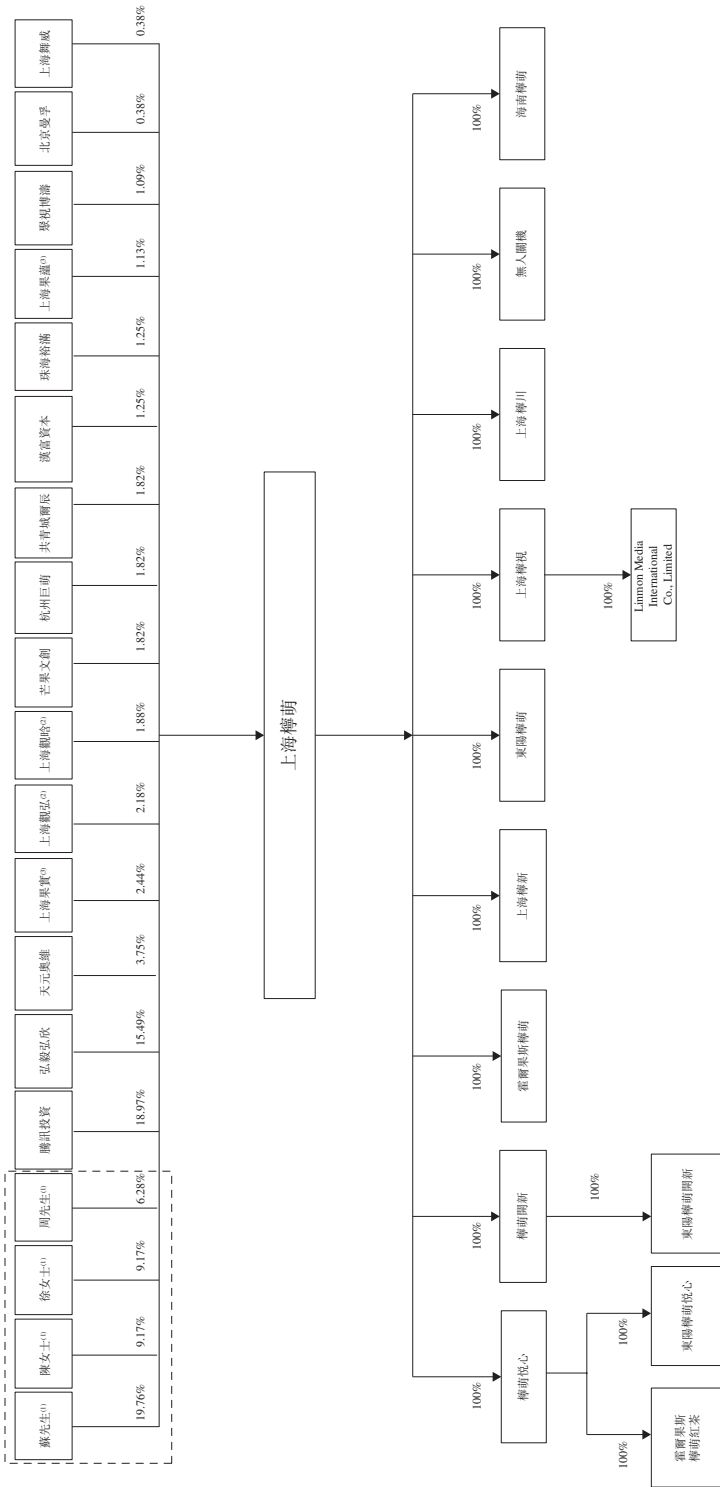 蘇先生(1)
陳女士(1)
徐女士(1)
周先生(1)
騰訊投資
弘毅弘欣
天元奧維
上海果實(3)
上海觀弘(2)
上海觀晗(2)
芒果文創
杭州巨萌
共青城爾辰
漢富資本
珠海裕滿
上海果蘊(3)
聚視博濤
北京曼孚
上海舞威
19.76%
9.17%
9.17%
6.28%
18.97%
15.49%
3.75%
2.44%
2.18%
1.88%
1.82%
1.82%
1.82%
1.25%
1.25%
1.13%
1.09%
0.38%
0.38%
上海檸萌
100%
100%
100%
100%
100%
100%
100%
100%
100%
檸萌悅心
檸萌開新
霍爾果斯檸萌
上海檸新
東陽檸萌
上海檸視
上海檸川
無人關機
海南檸萌
100%
100%
100%
100%
霍爾果斯
檸萌紅茶
東陽檸萌悅心
東陽檸萌開新
Linmon Media
International
Co., Limited